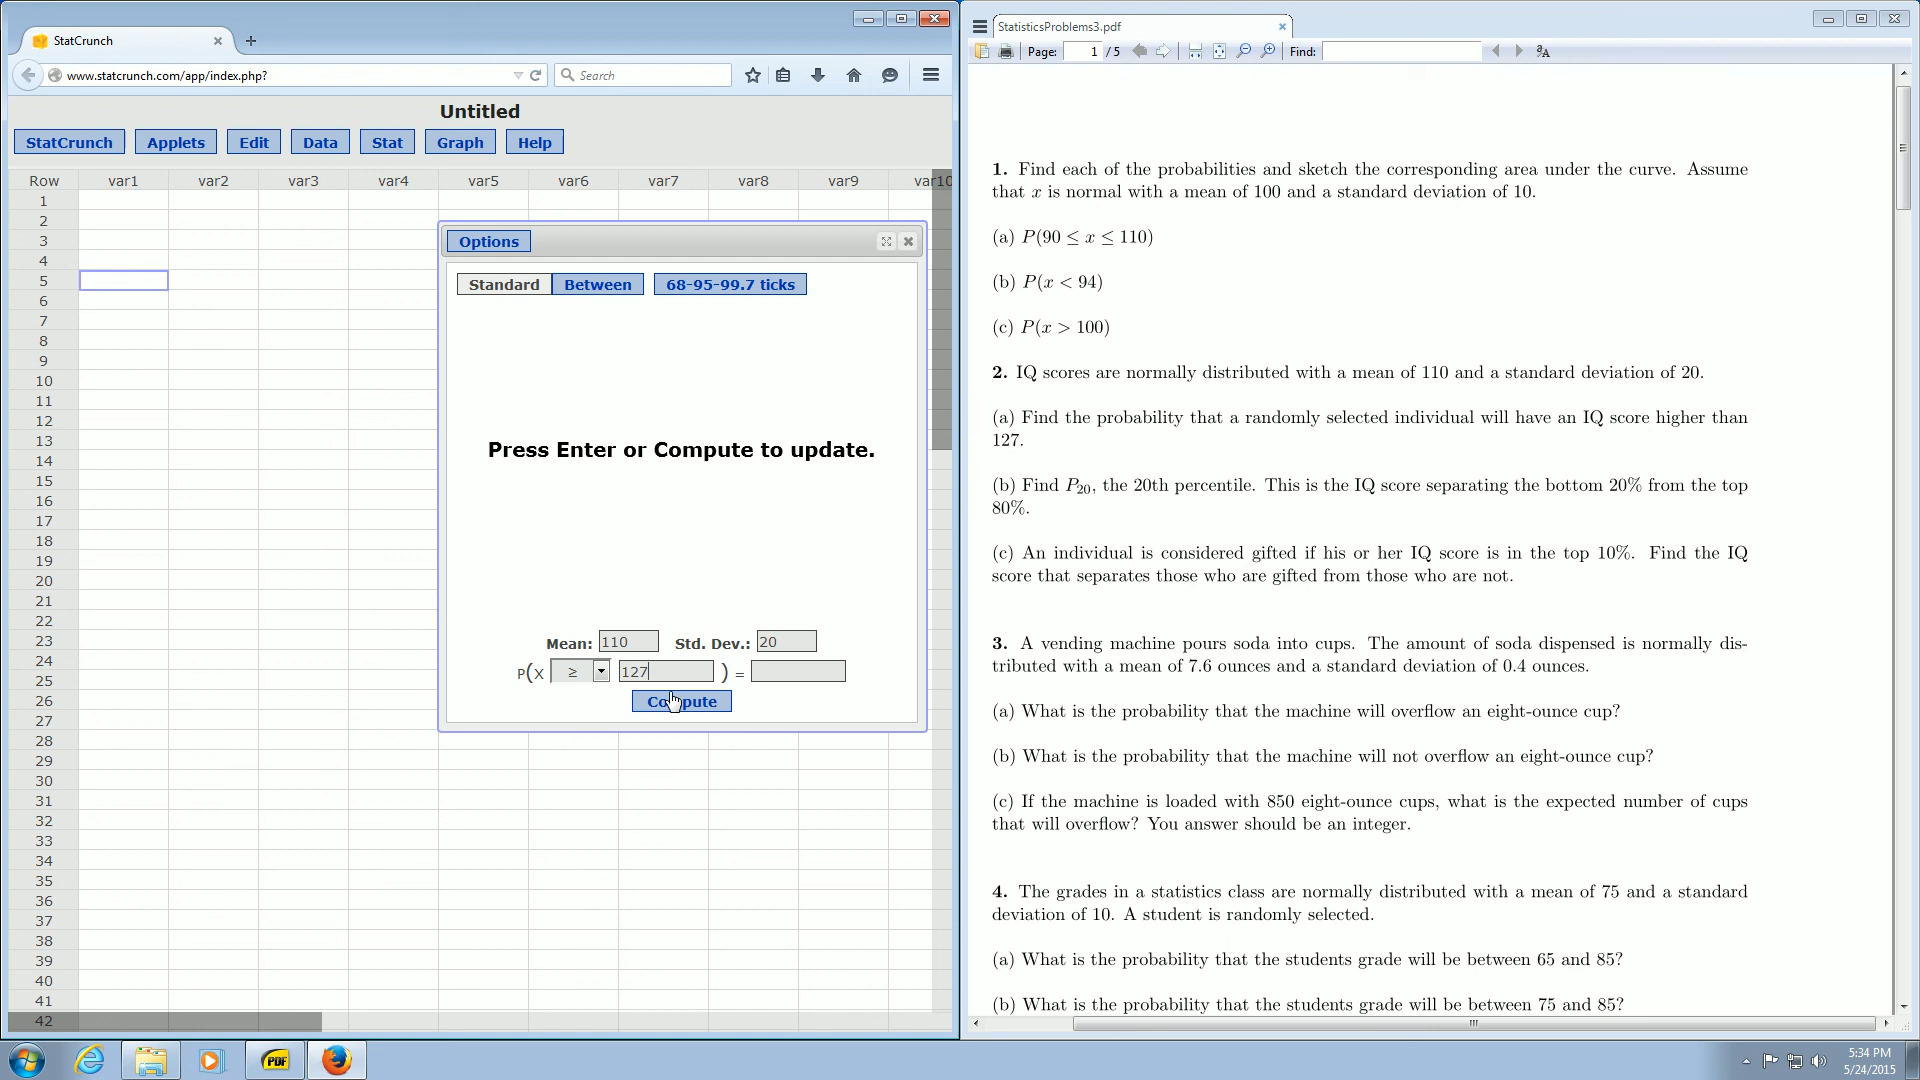 StatCrunch
www.statcrunch.com/app/index.php?
Search
Untitled
StatCrunch Applets Edit Data Stat Graph Help
Row var1 var2 var3 var4 var5 var6 var7 var8 var9 var10
1
2
3
4
5
6
7
8
9
10
11
12
13
14
15
16
17
18
19
20
21
22
23
24
25
26
27
28
29
30
31
32
33
34
35
36
37
38
39
40
41
42
Options
Standard Between 68-95-99.7 ticks
Press Enter or Compute to update.
Mean: 110 Std. Dev.: 20
P(X ≥ 127 ) =
Compute
StatisticsProblems3.pdf
Page: 1 / 5 Find:
1. Find each of the probabilities and sketch the corresponding area under the curve. Assume
that x is normal with a mean of 100 and a standard deviation of 10.
(a) P(90 ≤ x ≤ 110)
(b) P(x < 94)
(c) P(x > 100)
2. IQ scores are normally distributed with a mean of 110 and a standard deviation of 20.
(a) Find the probability that a randomly selected individual will have an IQ score higher than
127.
(b) Find P20, the 20th percentile. This is the IQ score separating the bottom 20% from the top
80%.
(c) An individual is considered gifted if his or her IQ score is in the top 10%. Find the IQ
score that separates those who are gifted from those who are not.
3. A vending machine pours soda into cups. The amount of soda dispensed is normally dis-
tributed with a mean of 7.6 ounces and a standard deviation of 0.4 ounces.
(a) What is the probability that the machine will overflow an eight-ounce cup?
(b) What is the probability that the machine will not overflow an eight-ounce cup?
(c) If the machine is loaded with 850 eight-ounce cups, what is the expected number of cups
that will overflow? You answer should be an integer.
4. The grades in a statistics class are normally distributed with a mean of 75 and a standard
deviation of 10. A student is randomly selected.
(a) What is the probability that the students grade will be between 65 and 85?
(b) What is the probability that the students grade will be between 75 and 85?
PDF
5:34 PM
5/24/2015